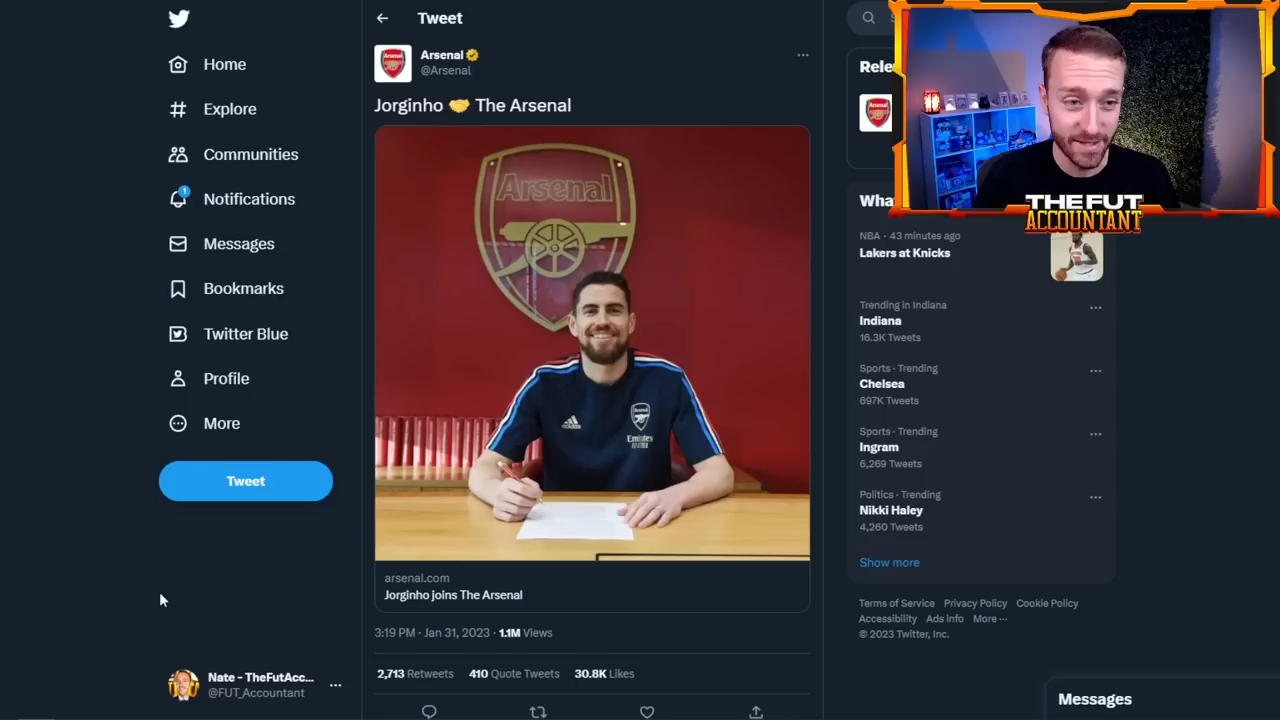 Home
Explore
Communities
Notifications
1
Messages
Bookmarks
Twitter Blue
Profile
More
Tweet
Nate - TheFutAcc...
@FUT_Accountant
Tweet
Arsenal
@Arsenal
Jorginho 🤝 The Arsenal
Arsenal
adidas
Arsenal
Emirates
arsenal.com
Jorginho joins The Arsenal
3:19 PM · Jan 31, 2023 · 1.1M Views
2,713 Retweets 410 Quote Tweets 30.8K Likes
THE FUT
ACCOUNTANT
NBA · 43 minutes ago
Lakers at Knicks
Trending in Indiana
Indiana
16.3K Tweets
Sports · Trending
Chelsea
697K Tweets
Sports · Trending
Ingram
6,269 Tweets
Politics · Trending
Nikki Haley
4,260 Tweets
Show more
Terms of Service Privacy Policy Cookie Policy
Accessibility Ads info More ···
© 2023 Twitter, Inc.
Messages